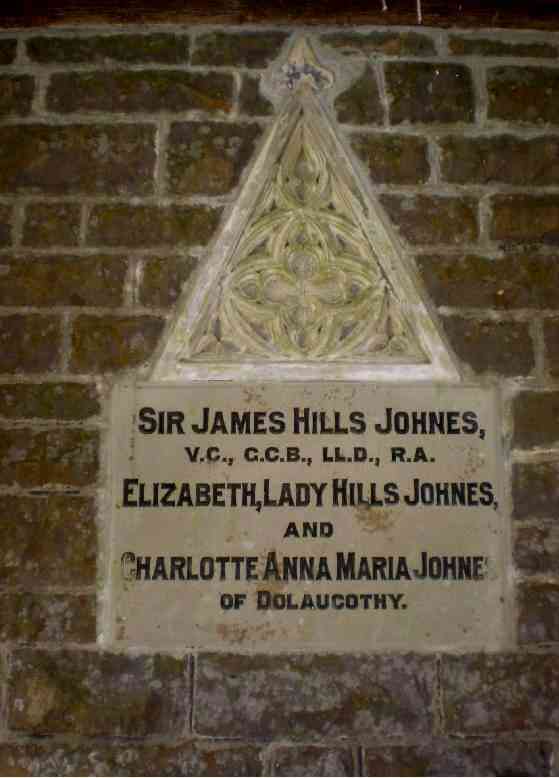 SIR JAMES HILLS JOHNES,
V.C., G.C.B., LL.D., R.A.
ELIZABETH, LADY HILLS JOHNES,
AND
CHARLOTTE ANNA MARIA JOHNES
OF DOLAUCOTHY.